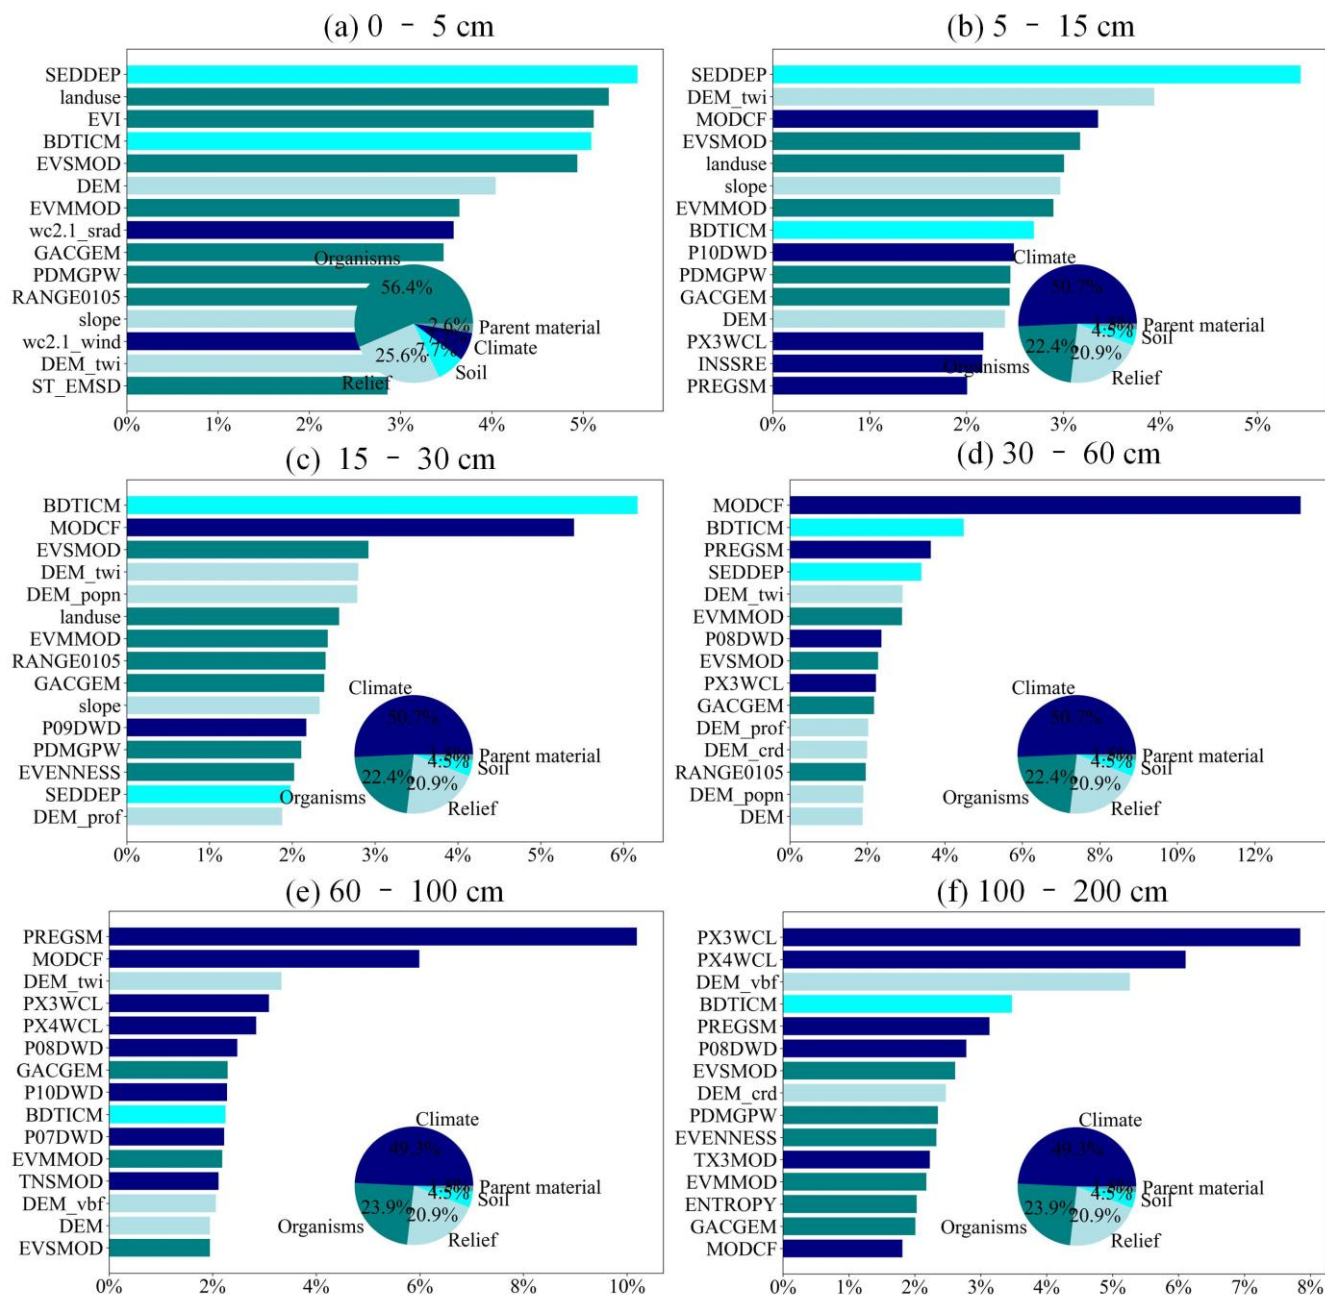 (a) 0 - 5 cm
SEDDEP
landuse
EVI
BDTICM
EVSMOD
DEM
EVMMOD
wc2.1_srad
GACGEM
PDMGPW
RANGE0105
slope
wc2.1_wind
DEM_twi
ST_EMSD
Organisms
56.4%
2.6%
Parent material
Climate
7.7%
Soil
25.6%
Relief
0% 1% 2% 3% 4% 5%
(b) 5 - 15 cm
SEDDEP
DEM_twi
MODCF
EVSMOD
landuse
slope
EVMMOD
BDTICM
P10DWD
PDMGPW
GACGEM
DEM
PX3WCL
INSSRE
PREGSM
Climate
50.7%
Parent material
4.5%
Soil
22.4%
20.9%
Organisms
Relief
0% 1% 2% 3% 4% 5%
(c) 15 - 30 cm
BDTICM
MODCF
EVSMOD
DEM_twi
DEM_popn
landuse
EVMMOD
RANGE0105
GACGEM
slope
P09DWD
PDMGPW
EVENNESS
SEDDEP
DEM_prof
Climate
50.7%
Parent material
4.5%
Soil
22.4%
20.9%
Organisms
Relief
0% 1% 2% 3% 4% 5% 6%
(d) 30 - 60 cm
MODCF
BDTICM
PREGSM
SEDDEP
DEM_twi
EVMMOD
P08DWD
EVSMOD
PX3WCL
GACGEM
DEM_prof
DEM_crd
RANGE0105
DEM_popn
DEM
Climate
50.7%
Parent material
4.5%
Soil
22.4%
20.9%
Organisms
Relief
0% 2% 4% 6% 8% 10% 12%
(e) 60 - 100 cm
PREGSM
MODCF
DEM_twi
PX3WCL
PX4WCL
P08DWD
GACGEM
P10DWD
BDTICM
P07DWD
EVMMOD
TNSMOD
DEM_vbf
DEM
EVSMOD
Climate
49.3%
Parent material
4.5%
Soil
23.9%
20.9%
Organisms
Relief
0% 2% 4% 6% 8% 10%
(f) 100 - 200 cm
PX3WCL
PX4WCL
DEM_vbf
BDTICM
PREGSM
P08DWD
EVSMOD
DEM_crd
PDMGPW
EVENNESS
TX3MOD
EVMMOD
ENTROPY
GACGEM
MODCF
Climate
49.3%
Parent material
4.5%
Soil
23.9%
20.9%
Organisms
Relief
0% 1% 2% 3% 4% 5% 6% 7% 8%